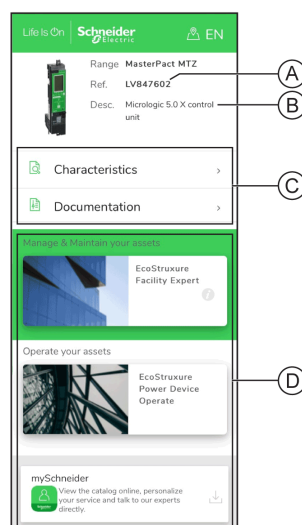 Life Is On Schneider Electric EN
Range MasterPact MTZ
Ref. LV847602
Desc. Micrologic 5.0 X control
unit
A
B
Characteristics
Documentation
C
Manage & Maintain your assets
EcoStruxure
Facility Expert
Operate your assets
EcoStruxure
Power Device
Operate
D
mySchneider
View the catalog online, personalize
your service and talk to our experts
directly.